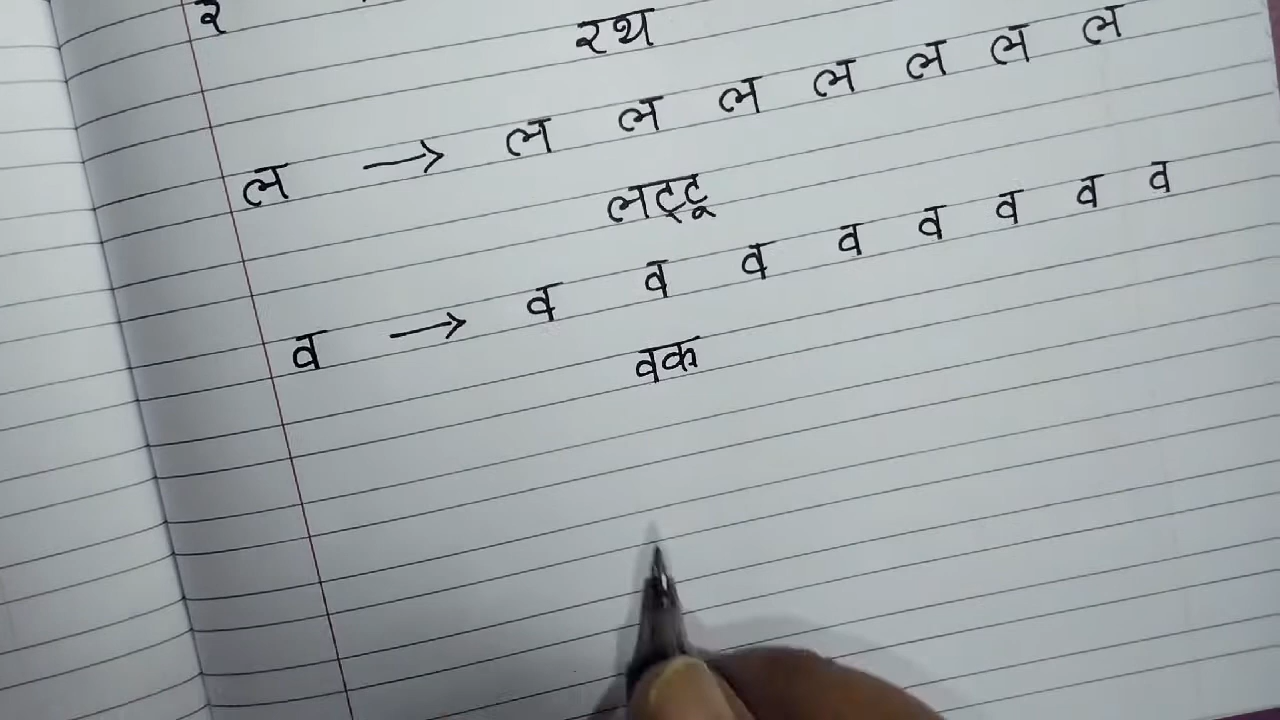 र
रथ
ल → ल ल ल ल ल ल ल
लट्टू
व → व व व व व व व व
वक